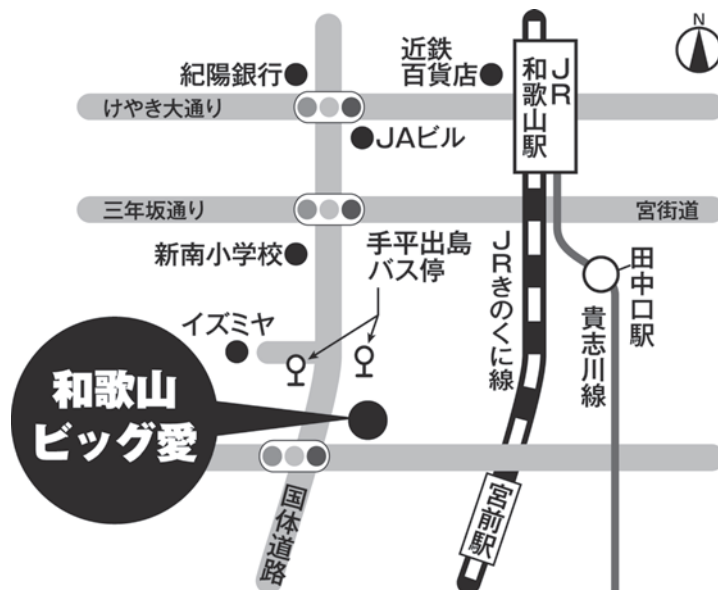 N
紀陽銀行
近鉄
百貨店
JR
和歌山駅
けやき大通り
JAビル
三年坂通り
宮街道
新南小学校
手平出島
バス停
JRきのくに線
田中口駅
貴志川線
イズミヤ
和歌山
ビッグ愛
国体道路
宮前駅